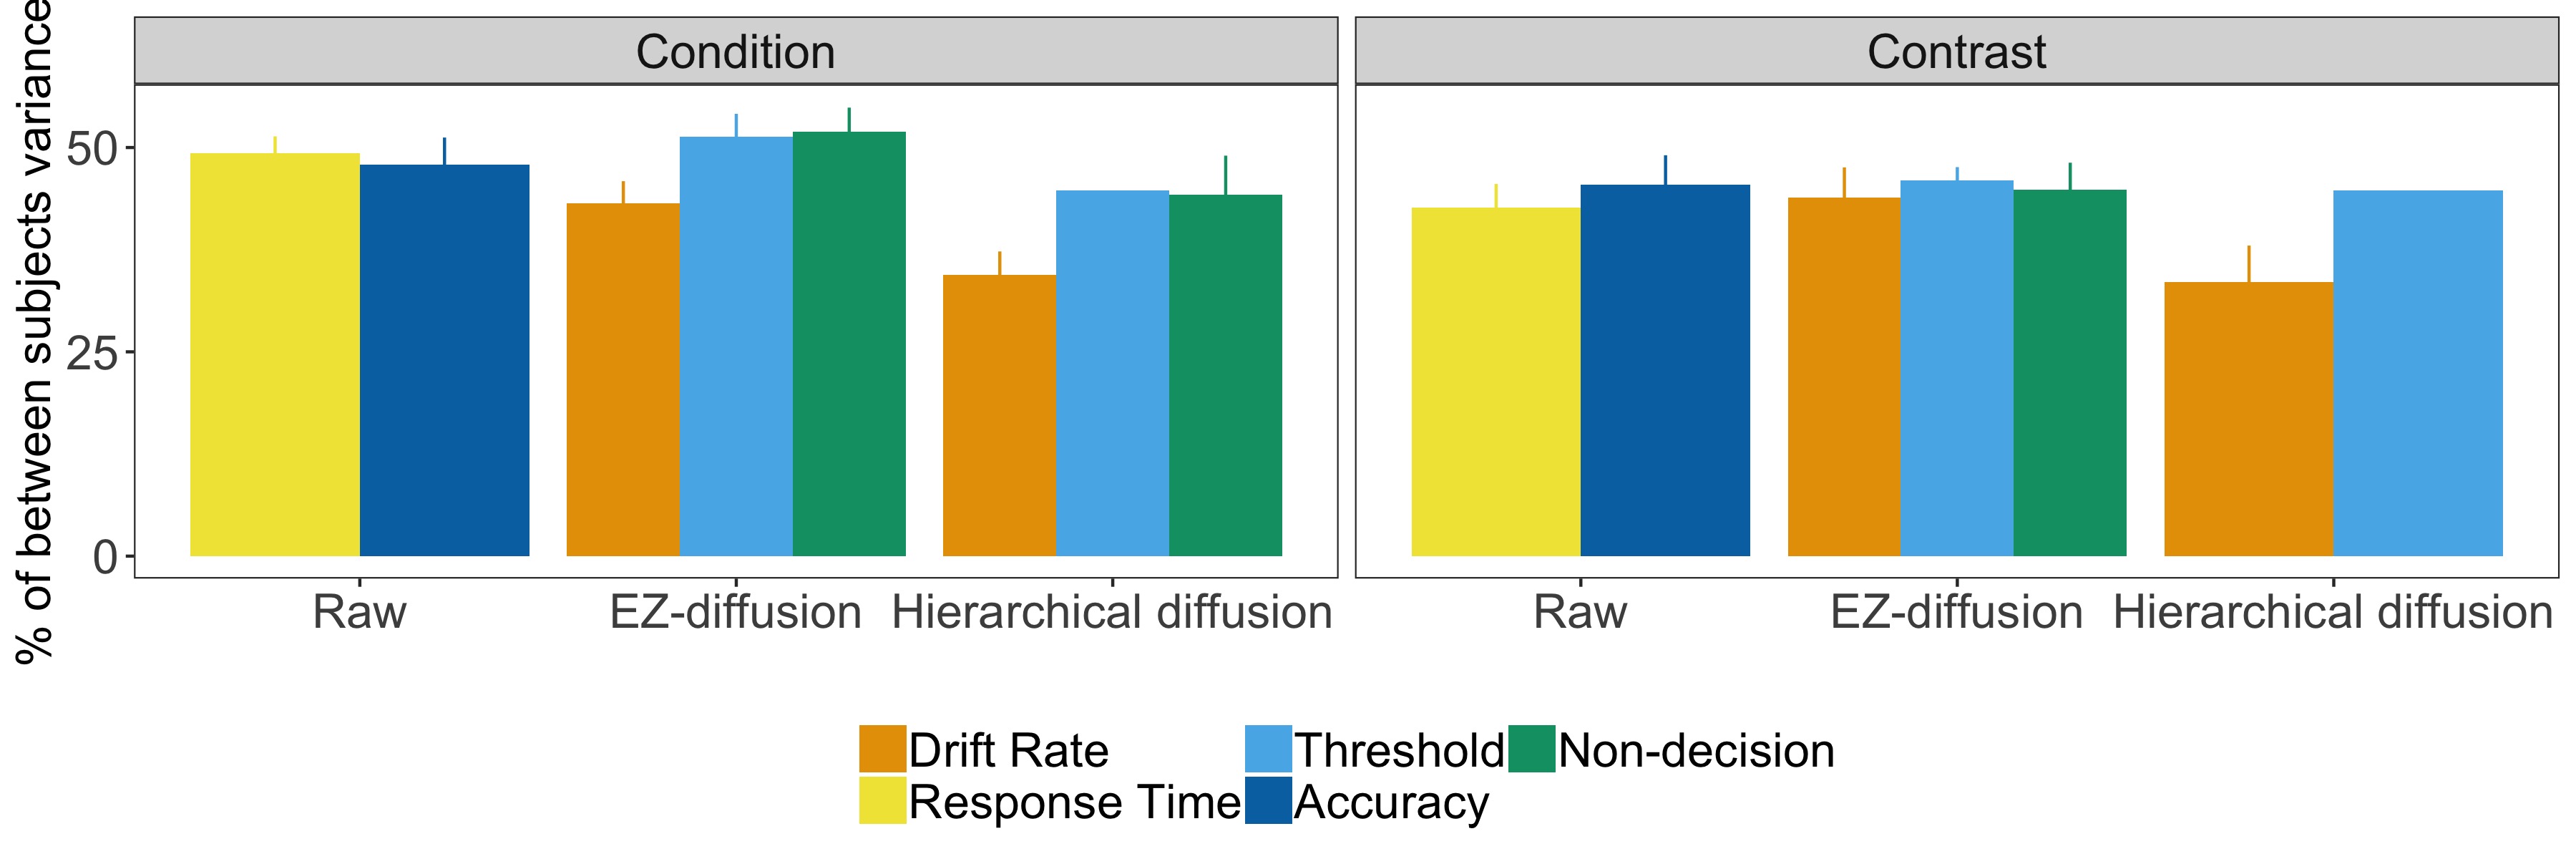 Condition
Contrast
% of between subjects variance
50
25
0
Raw
EZ-diffusion
Hierarchical diffusion
Raw
EZ-diffusion
Hierarchical diffusion
Drift Rate
Threshold
Non-decision
Response Time
Accuracy